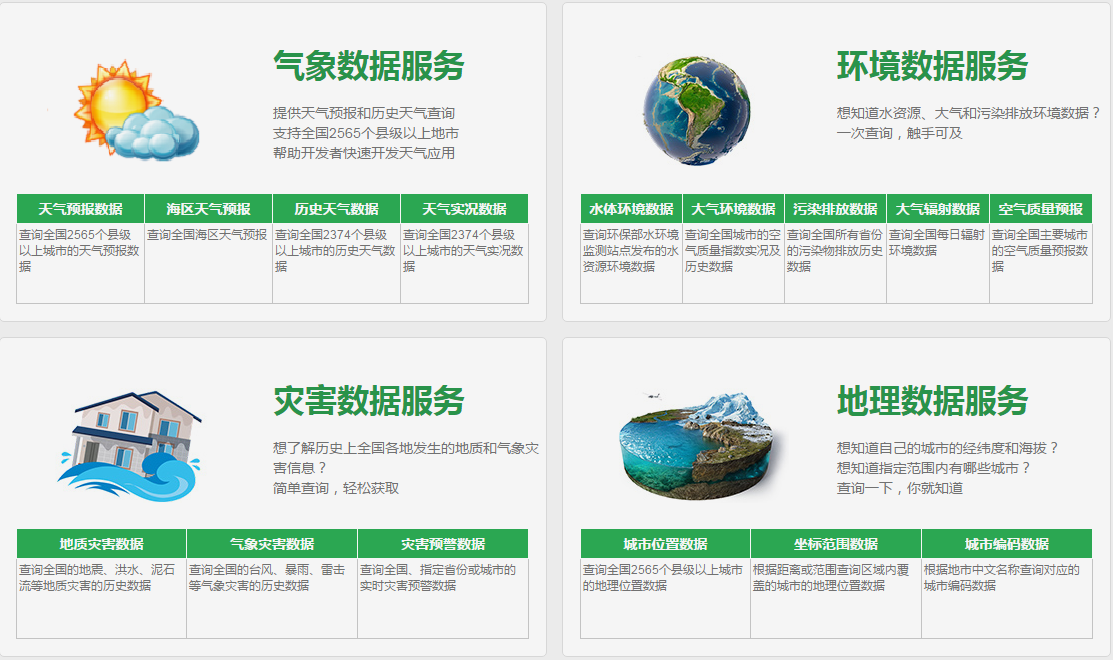 气象数据服务
提供天气预报和历史天气查询
支持全国2565个县级以上地市
帮助开发者快速开发天气应用
天气预报数据
海区天气预报
历史天气数据
天气实况数据
查询全国2565个县级
以上城市的天气预报数
据
查询全国海区天气预报
查询全国2374个县级
以上城市的历史天气数
据
查询全国2374个县级
以上城市的天气实况数
据
环境数据服务
想知道水资源、大气和污染排放环境数据？
一次查询，触手可及
水体环境数据
大气环境数据
污染排放数据
大气辐射数据
空气质量预报
查询环保部水环境
监测站点发布的水
资源环境数据
查询全国城市的空
气质量指数实况及
历史数据
查询全国所有省份
的污染物排放历史
数据
查询全国每日辐射
环境数据
查询全国主要城市
的空气质量预报数
据
灾害数据服务
想了解历史上全国各地发生的地质和气象灾
害信息？
简单查询，轻松获取
地质灾害数据
气象灾害数据
灾害预警数据
查询全国的地震、洪水、泥石
流等地质灾害的历史数据
查询全国的台风、暴雨、雷击
等气象灾害的历史数据
查询全国、指定省份或城市的
实时灾害预警数据
地理数据服务
想知道自己的城市的经纬度和海拔？
想知道指定范围内有哪些城市？
查询一下，你就知道
城市位置数据
坐标范围数据
城市编码数据
查询全国2565个县级以上城市
的地理位置数据
根据距离或范围查询区域内覆
盖的城市的地理位置数据
根据地市中文名称查询对应的
城市编码数据